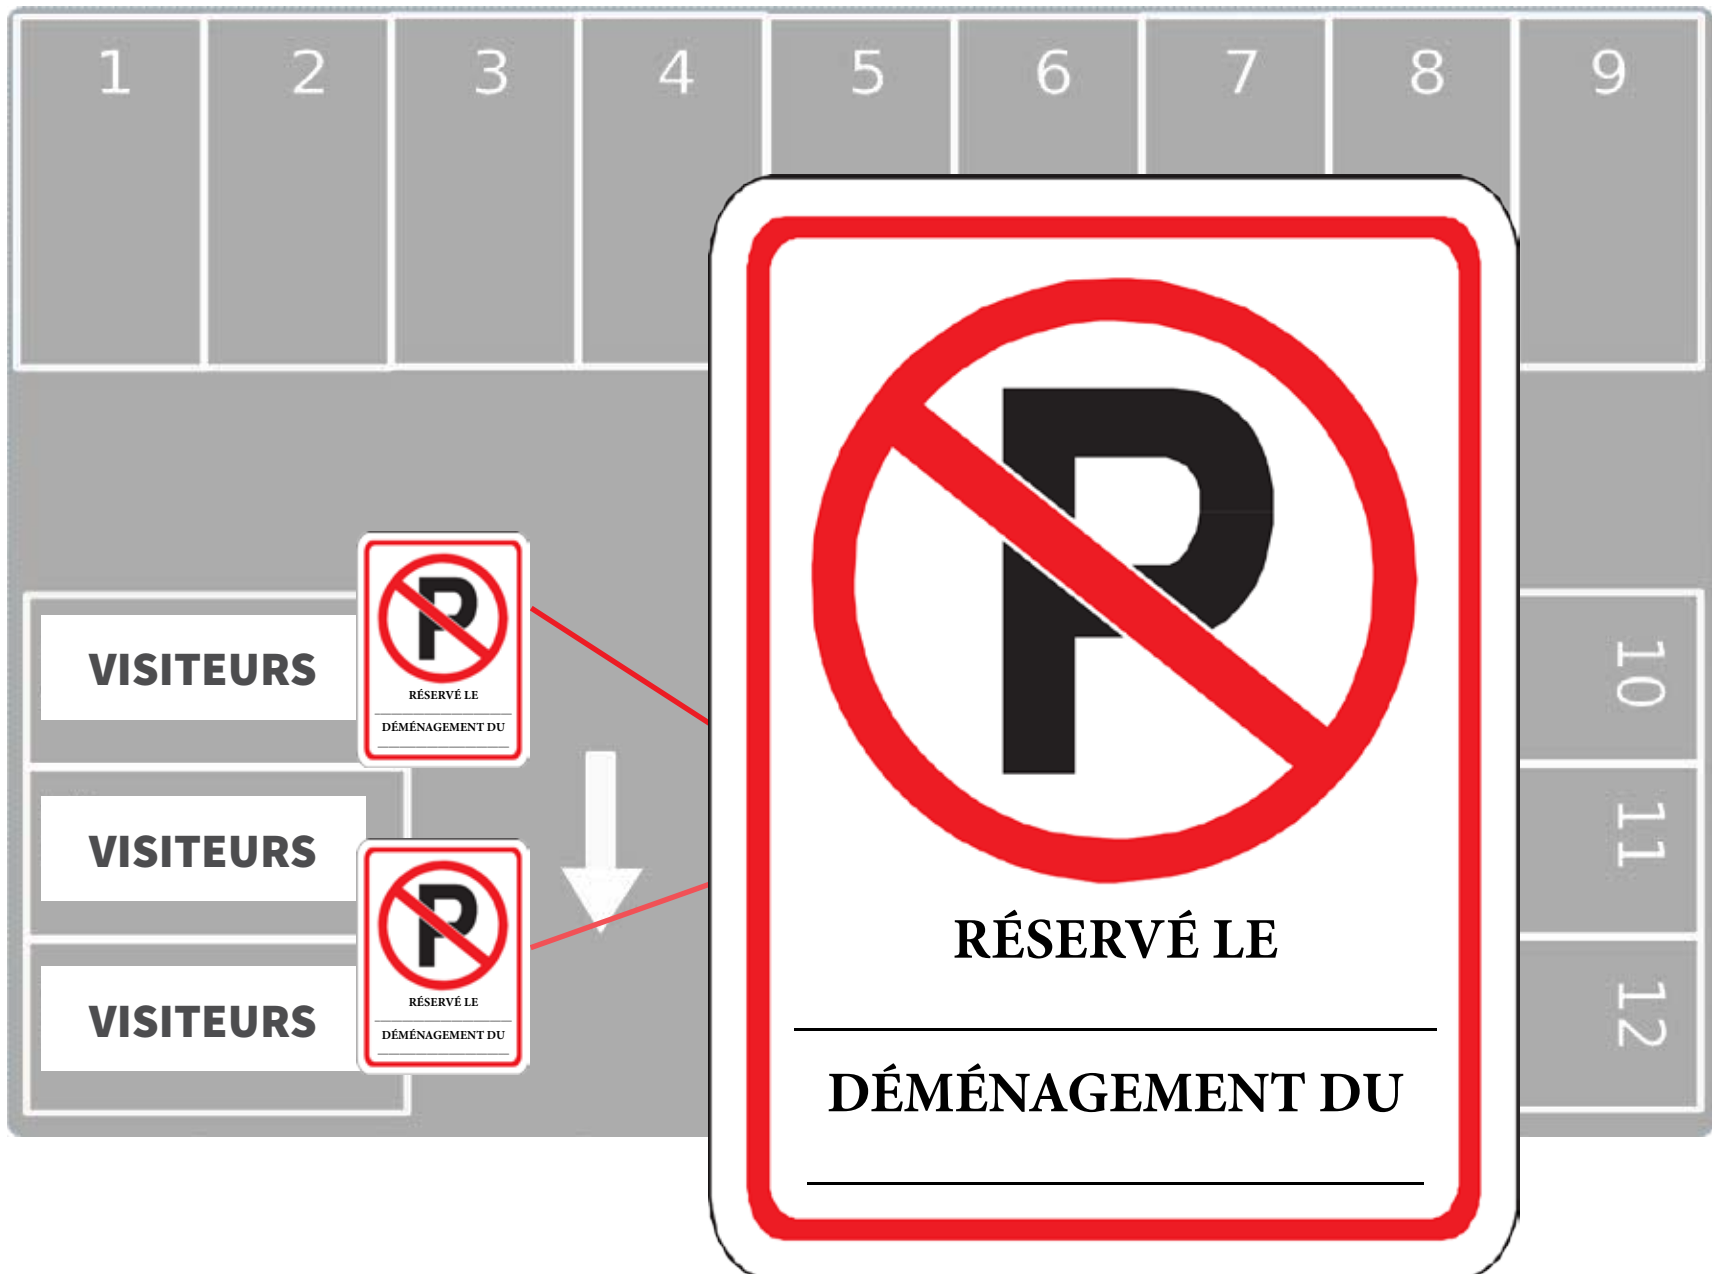 1 2 3 4 5 6 7 8 9
VISITEURS
RÉSERVÉ LE
DÉMÉNAGEMENT DU
VISITEURS
VISITEURS
RÉSERVÉ LE
DÉMÉNAGEMENT DU
RÉSERVÉ LE
DÉMÉNAGEMENT DU
10
11
12